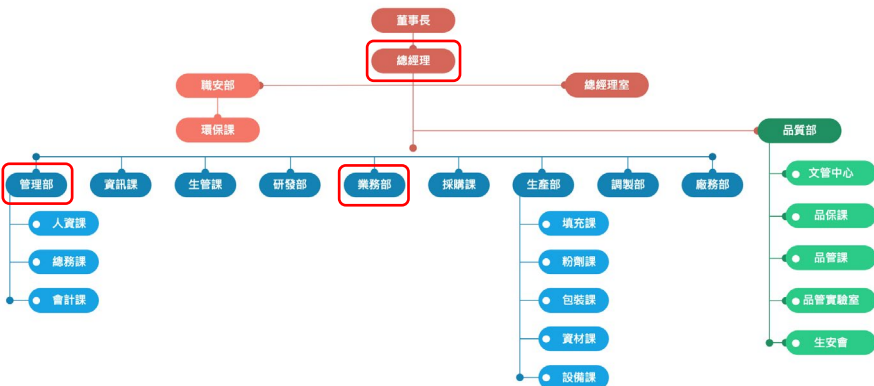 董事長
總經理
職安部
總經理室
環保課
品質部
管理部
資訊課
生管課
研發部
業務部
採購課
生產部
調製部
廠務部
人資課
總務課
會計課
填充課
粉劑課
包裝課
資材課
設備課
文管中心
品保課
品管課
品管實驗室
生安會